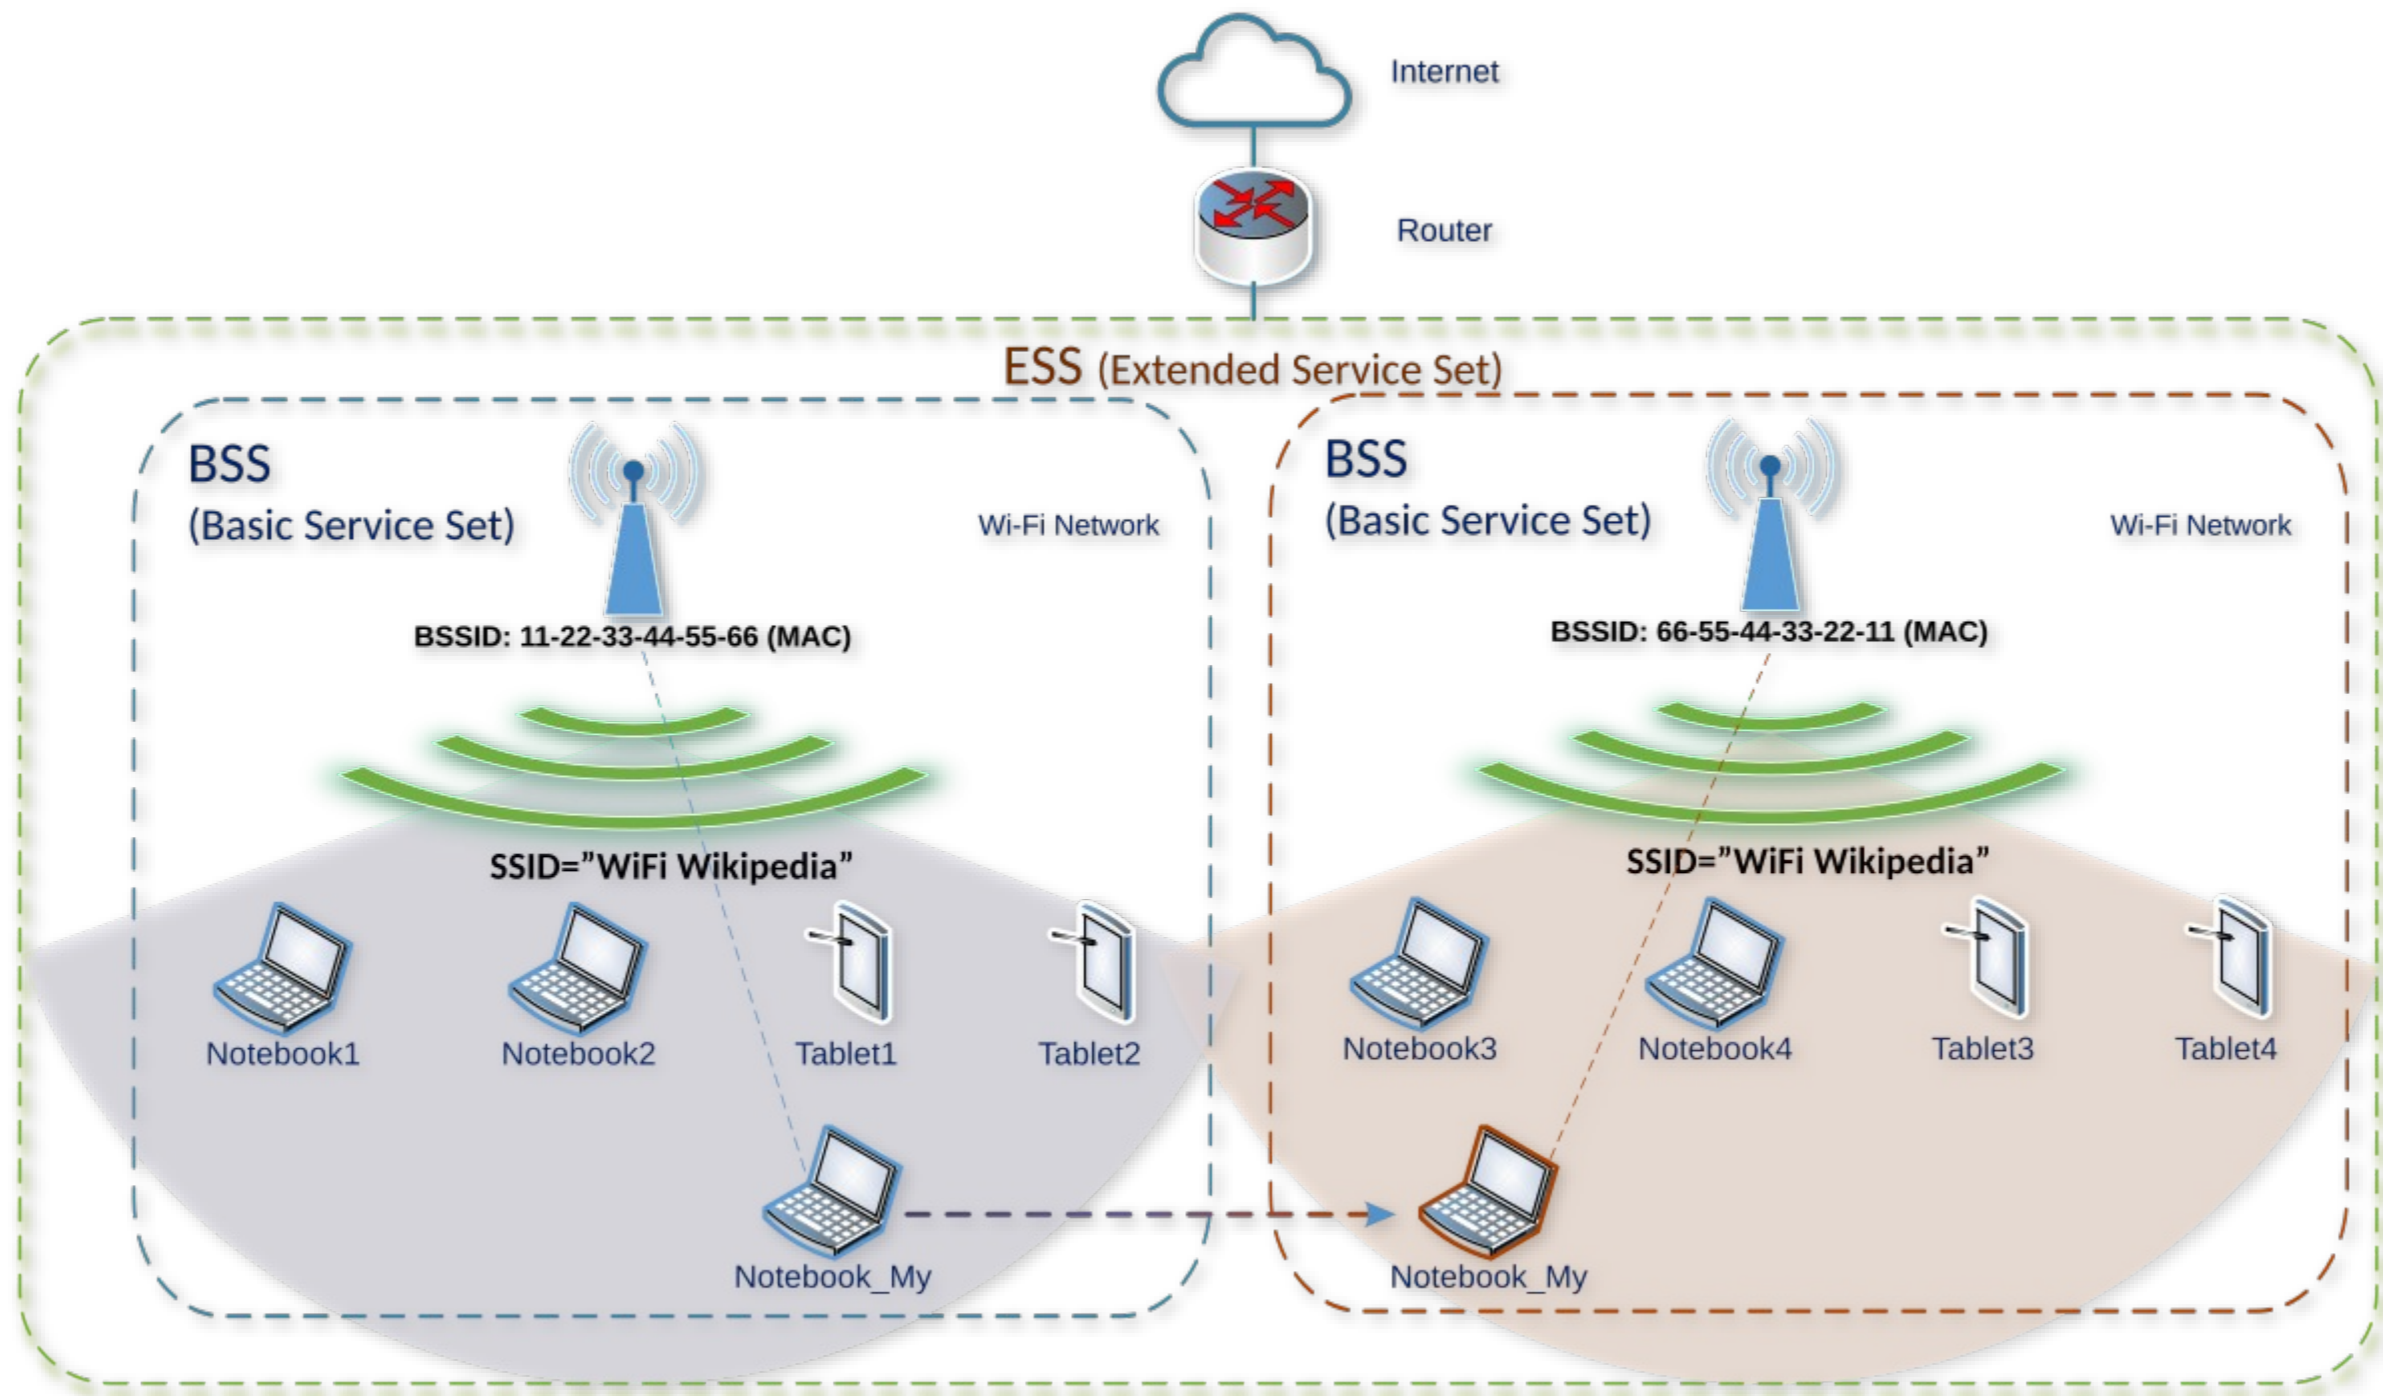 Internet
Router
ESS (Extended Service Set)
BSS
(Basic Service Set)
Wi-Fi Network
BSSID: 11-22-33-44-55-66 (MAC)
SSID=”WiFi Wikipedia”
Notebook1
Notebook2
Tablet1
Tablet2
Notebook_My
BSS
(Basic Service Set)
Wi-Fi Network
BSSID: 66-55-44-33-22-11 (MAC)
SSID=”WiFi Wikipedia”
Notebook3
Notebook4
Tablet3
Tablet4
Notebook_My